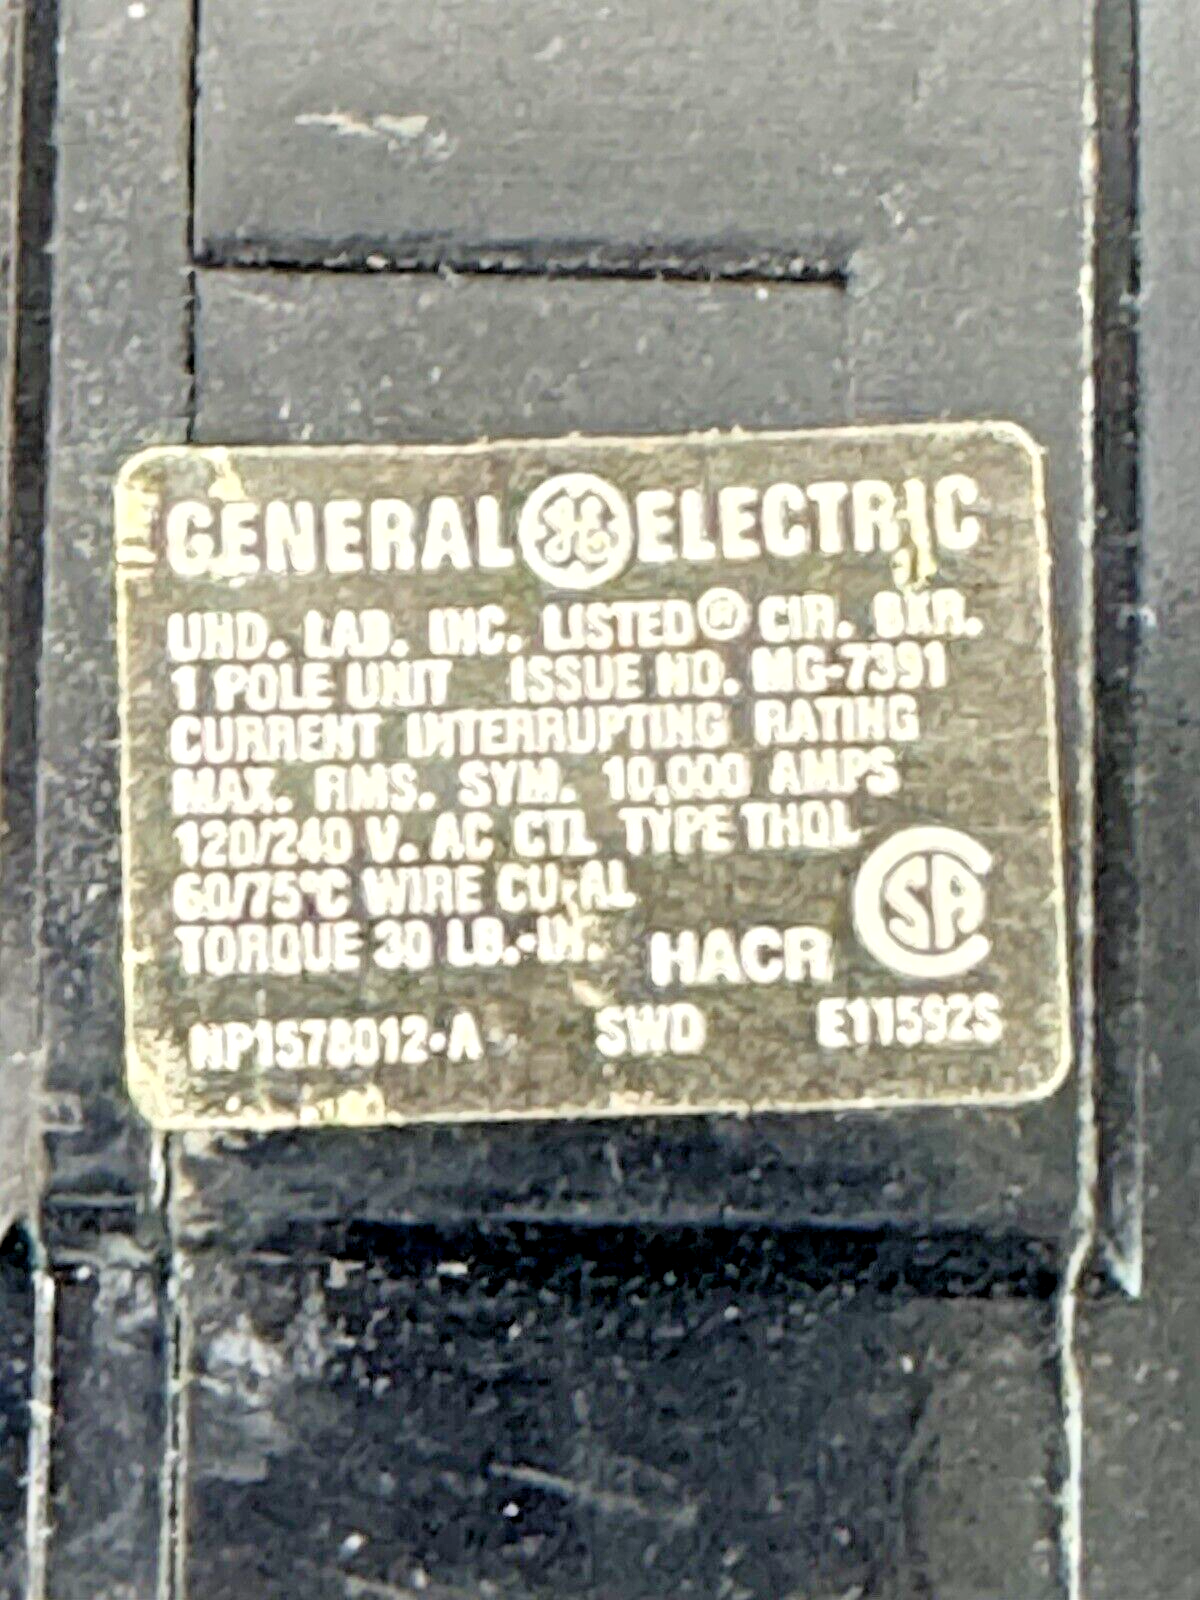 GENERAL GE ELECTRIC
UND. LAB. INC. LISTED ® CIR. BKR.
1 POLE UNIT ISSUE NO. MG-7391
CURRENT INTERRUPTING RATING
MAX. RMS. SYM. 10,000 AMPS
120/240 V. AC CTL TYPE THQL
60/75°C WIRE CU-AL
TORQUE 30 LB.-IN. HACR CSA
NP1578012-A SWD E11592S